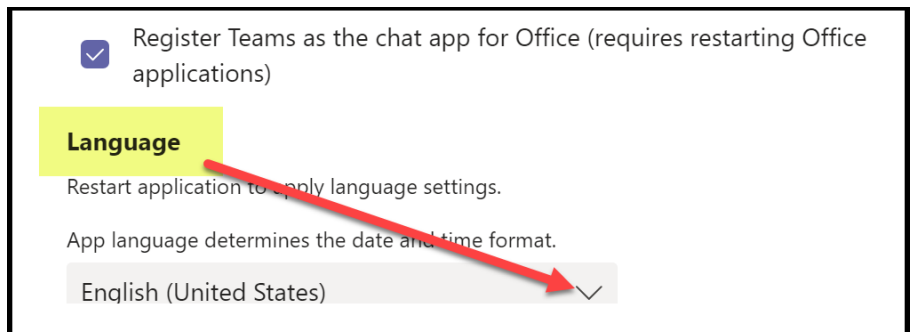 Register Teams as the chat app for Office (requires restarting Office
applications)
Language
Restart application to apply language settings.
App language determines the date and time format.
English (United States)